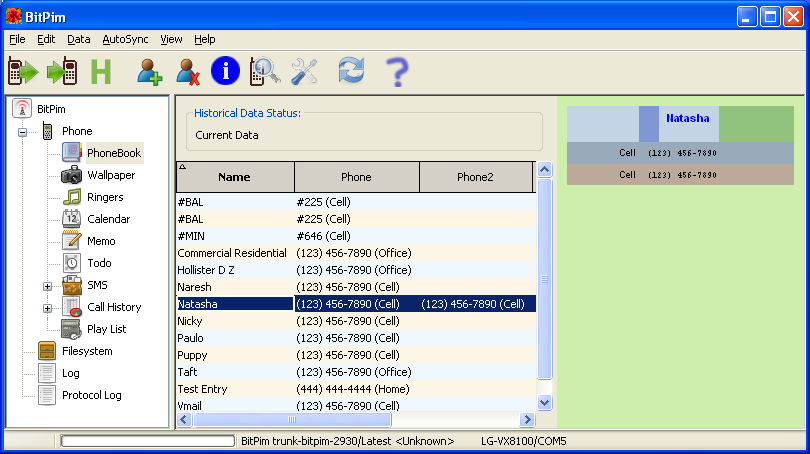 BitPim
File Edit Data AutoSync View Help
H i ?
BitPim
Phone
PhoneBook
Wallpaper
Ringers
Calendar
12
Memo
Todo
SMS
Call History
Play List
Filesystem
Log
Protocol Log
Historical Data Status:
Current Data
Name Phone Phone2
#BAL #225 (Cell)
#BAL #225 (Cell)
#MIN #646 (Cell)
Commercial Residential (123) 456-7890 (Office)
Hollister D Z (123) 456-7890 (Office)
Naresh (123) 456-7890 (Cell)
Natasha (123) 456-7890 (Cell) (123) 456-7890 (Cell)
Nicky (123) 456-7890 (Cell)
Paulo (123) 456-7890 (Cell)
Puppy (123) 456-7890 (Cell)
Taft (123) 456-7890 (Office)
Test Entry (444) 444-4444 (Home)
Vmail (123) 456-7890 (Cell)
Natasha
Cell (123) 456-7890
Cell (123) 456-7890
BitPim trunk-bitpim-2930/Latest <Unknown> LG-VX8100/COM5